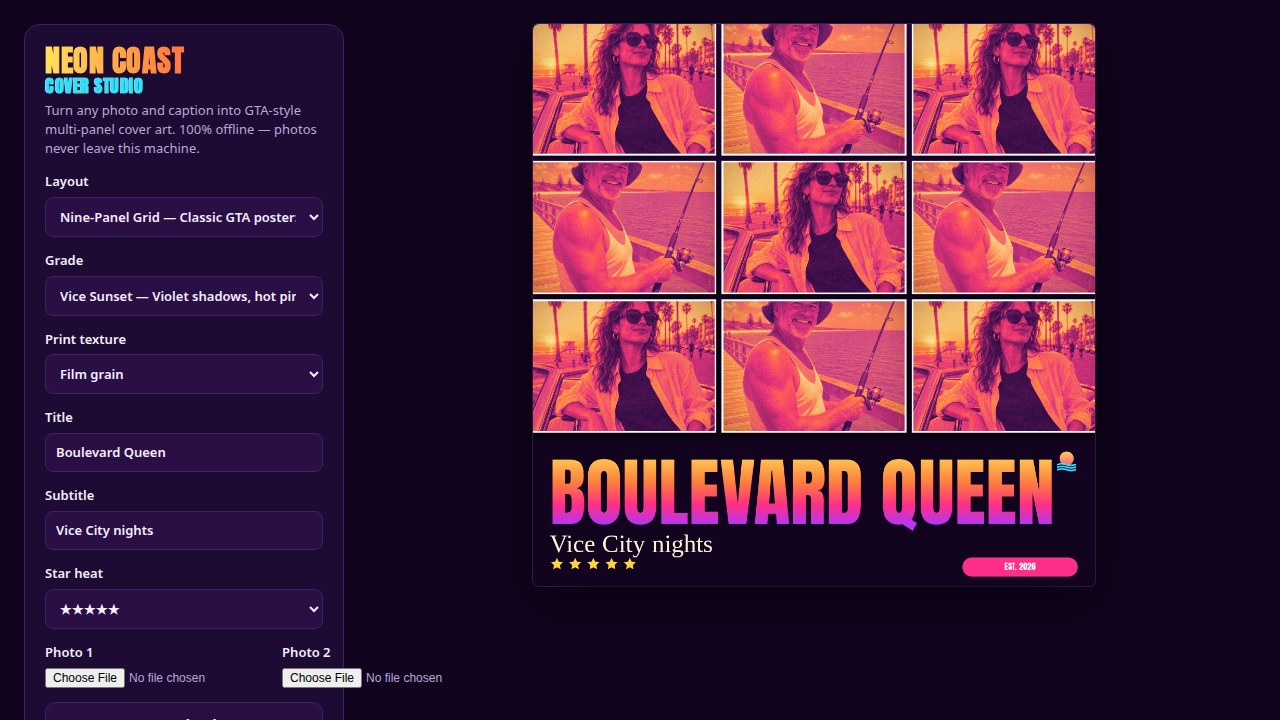 NEON COAST
COVER STUDIO
Turn any photo and caption into GTA-style
multi-panel cover art. 100% offline — photos
never leave this machine.
Layout
Nine-Panel Grid — Classic GTA poster
Grade
Vice Sunset — Violet shadows, hot pin
Print texture
Film grain
Title
Boulevard Queen
Subtitle
Vice City nights
Star heat
★★★★★
Photo 1
Photo 2
Choose File No file chosen
Choose File No file chosen
BOULEVARD QUEEN
Vice City nights
★★★★★
EST. 2026